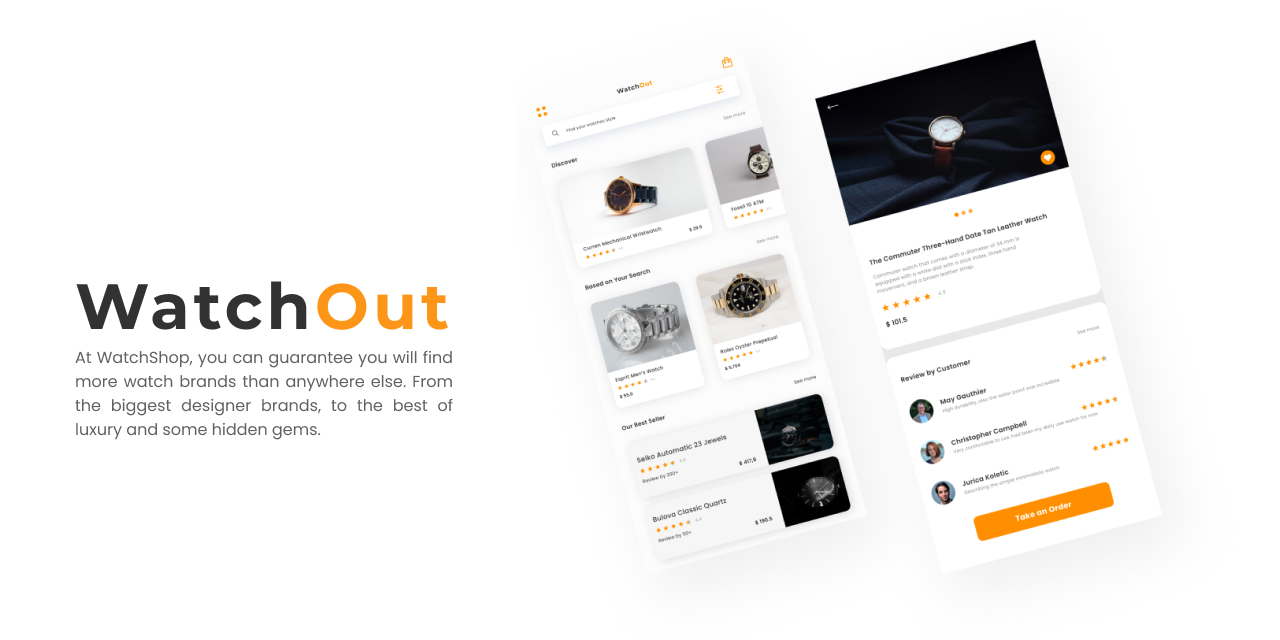 WatchOut
At WatchShop, you can guarantee you will find
more watch brands than anywhere else. From
the biggest designer brands, to the best of
luxury and some hidden gems.
WatchOut
Find your watches style
See more
Discover
Curren Mechanical Wristwatch
$ 29.5
Fossil 10 ATM
See more
Based on Your Search
Esprit Men's Watch
$ 55.0
Rolex Oyster Prepetual
See more
Our Best Seller
Seiko Automatic 23 Jewels
Review by 200+
$ 417.5
Bulova Classic Quartz
4.4
Review by 50+
$ 190.5
The Commuter Three-Hand Date Tan Leather Watch
Commuter watch that comes with a diameter of 34 mm is
equipped with a white dial with a stick index, three hand
movement, and a brown leather strap.
4.9
$ 101.5
See more
Review by Customer
May Gauthier
High durability, also the water proof was incredible
Christopher Campbell
Very comfortable to use, had been my daily use watch for now
Jurica Koletic
Describing the simple minimalistic watch
Take an Order